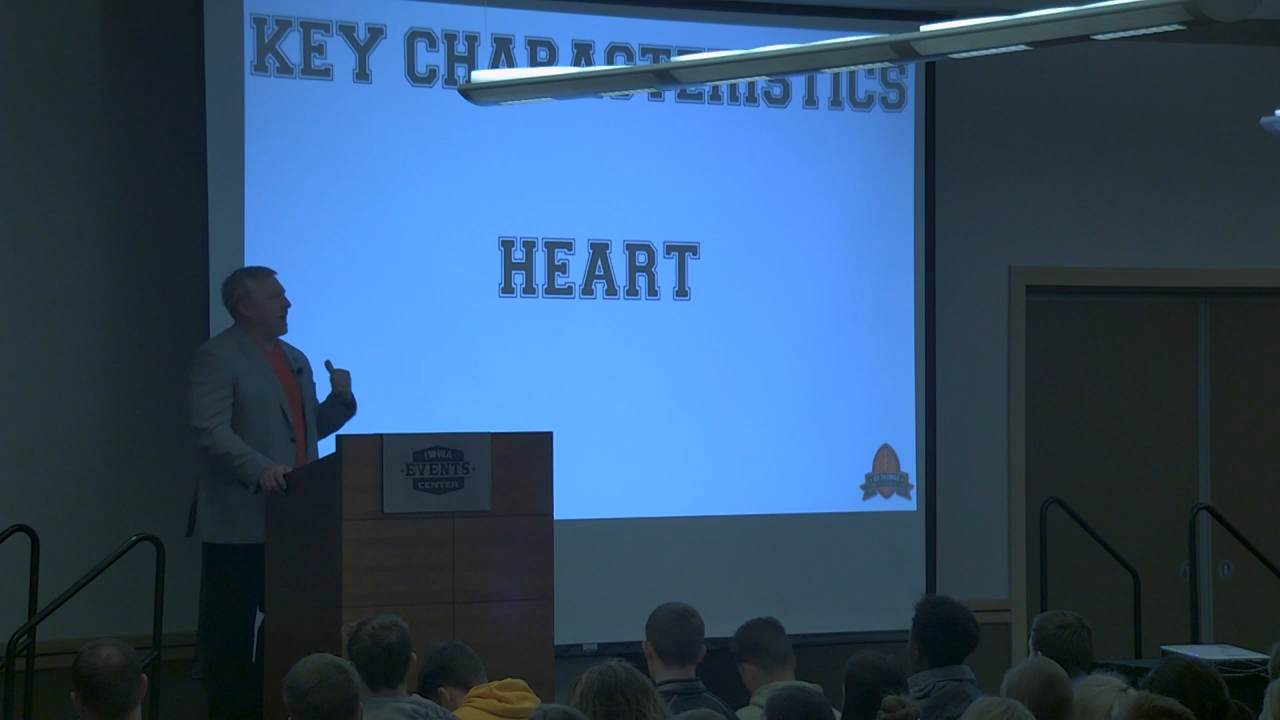 KEY CHARACTERISTICS
HEART
IOWA
EVENTS
CENTER